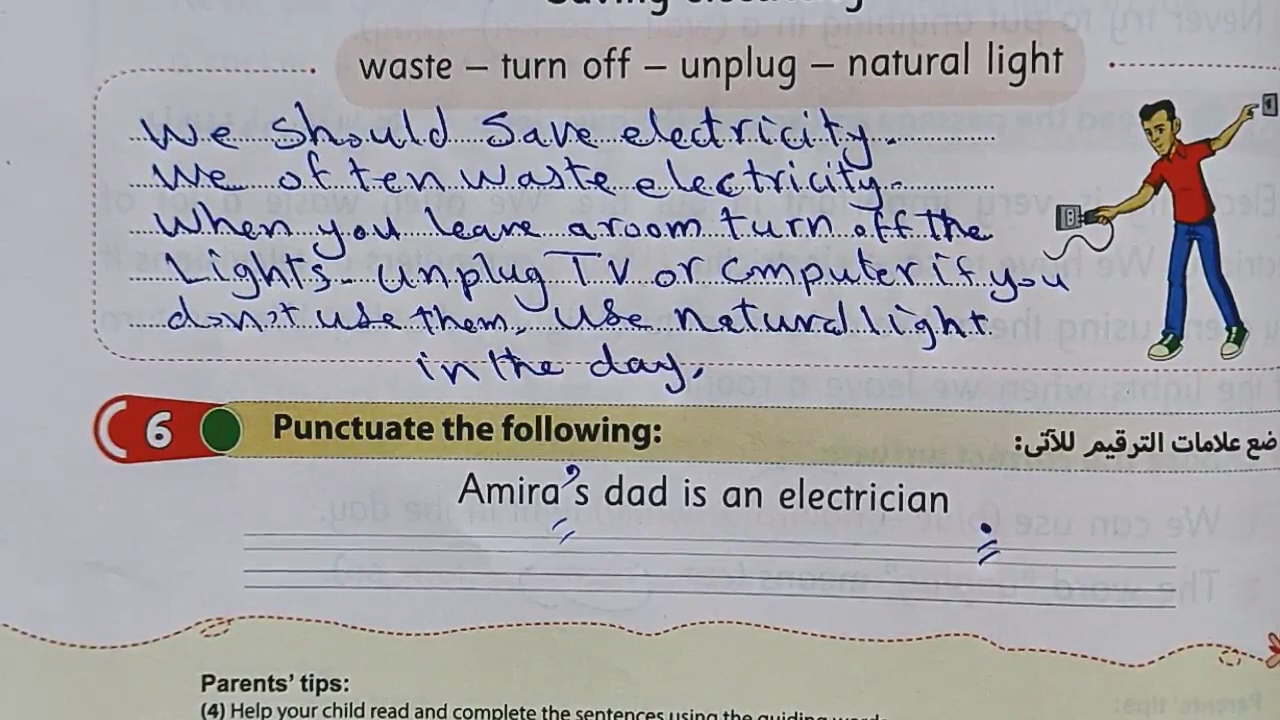 Saving electricity
waste – turn off – unplug – natural light
We should save electricity.
We often waste electricity.
When you leave a room turn off the
Lights. unplug TV or computer if you
don't use them. Use natural light
in the day.
6 Punctuate the following:
ضع علامات الترقيم للآتى:
Amira's dad is an electrician.
Parents' tips:
(4) Help your child read and complete the sentences using the guiding words